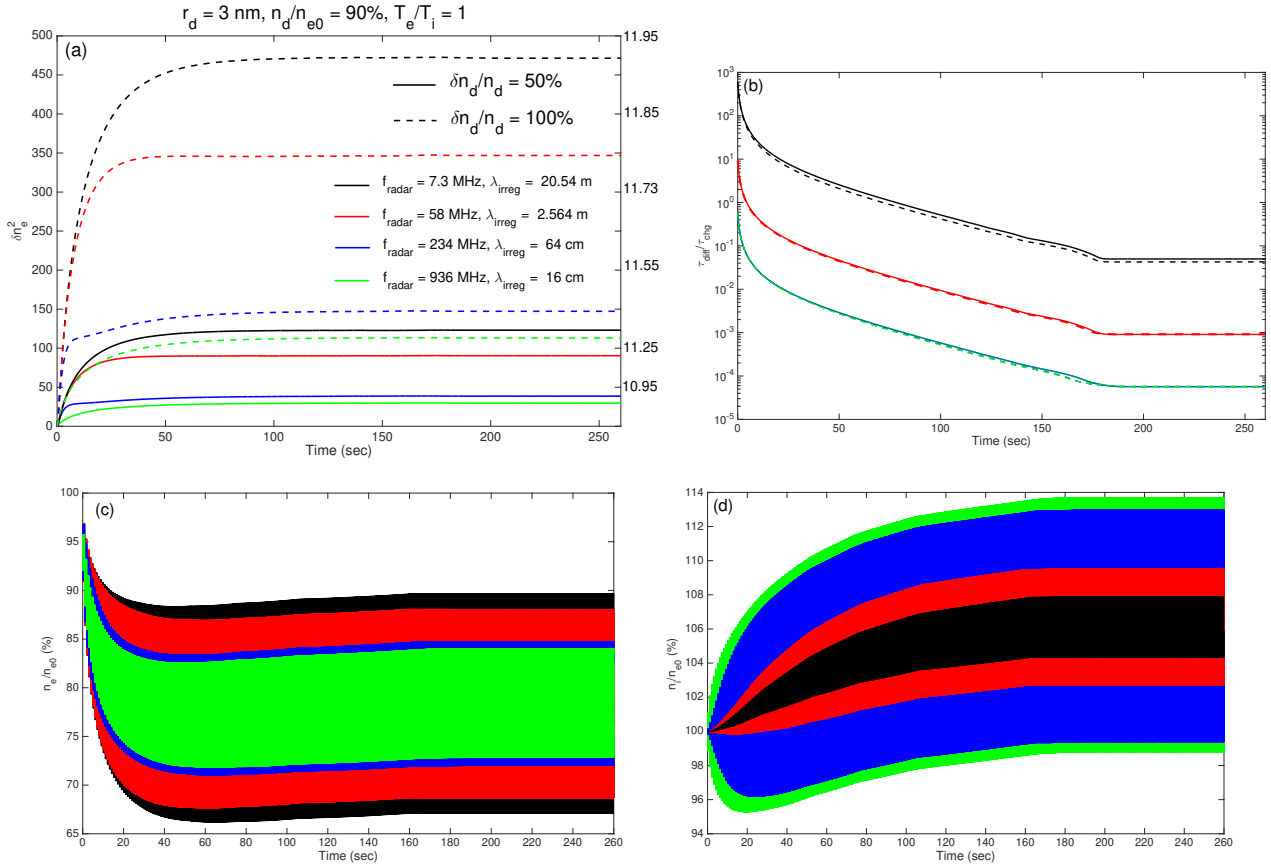 r_d = 3 nm, n_d/n_e0 = 90%, T_e/T_i = 1
(a)
500
450
400
350
300
250
200
150
100
50
0
δn_e^2
11.95
11.85
11.73
11.55
11.25
10.95
δn_d/n_d = 50%
δn_d/n_d = 100%
f_radar = 7.3 MHz, λ_irreg = 20.54 m
f_radar = 58 MHz, λ_irreg = 2.564 m
f_radar = 234 MHz, λ_irreg = 64 cm
f_radar = 936 MHz, λ_irreg = 16 cm
0 50 100 150 200 250
Time (sec)
(b)
10^3
10^2
10^1
10^0
10^-1
10^-2
10^-3
10^-4
10^-5
τ_diff/τ_chg
0 50 100 150 200 250
Time (sec)
(c)
100
95
90
85
80
75
70
65
n_e/n_e0 (%)
0 20 40 60 80 100 120 140 160 180 200 220 240 260
Time (sec)
(d)
114
112
110
108
106
104
102
100
98
96
94
n_i/n_e0 (%)
0 20 40 60 80 100 120 140 160 180 200 220 240 260
Time (sec)